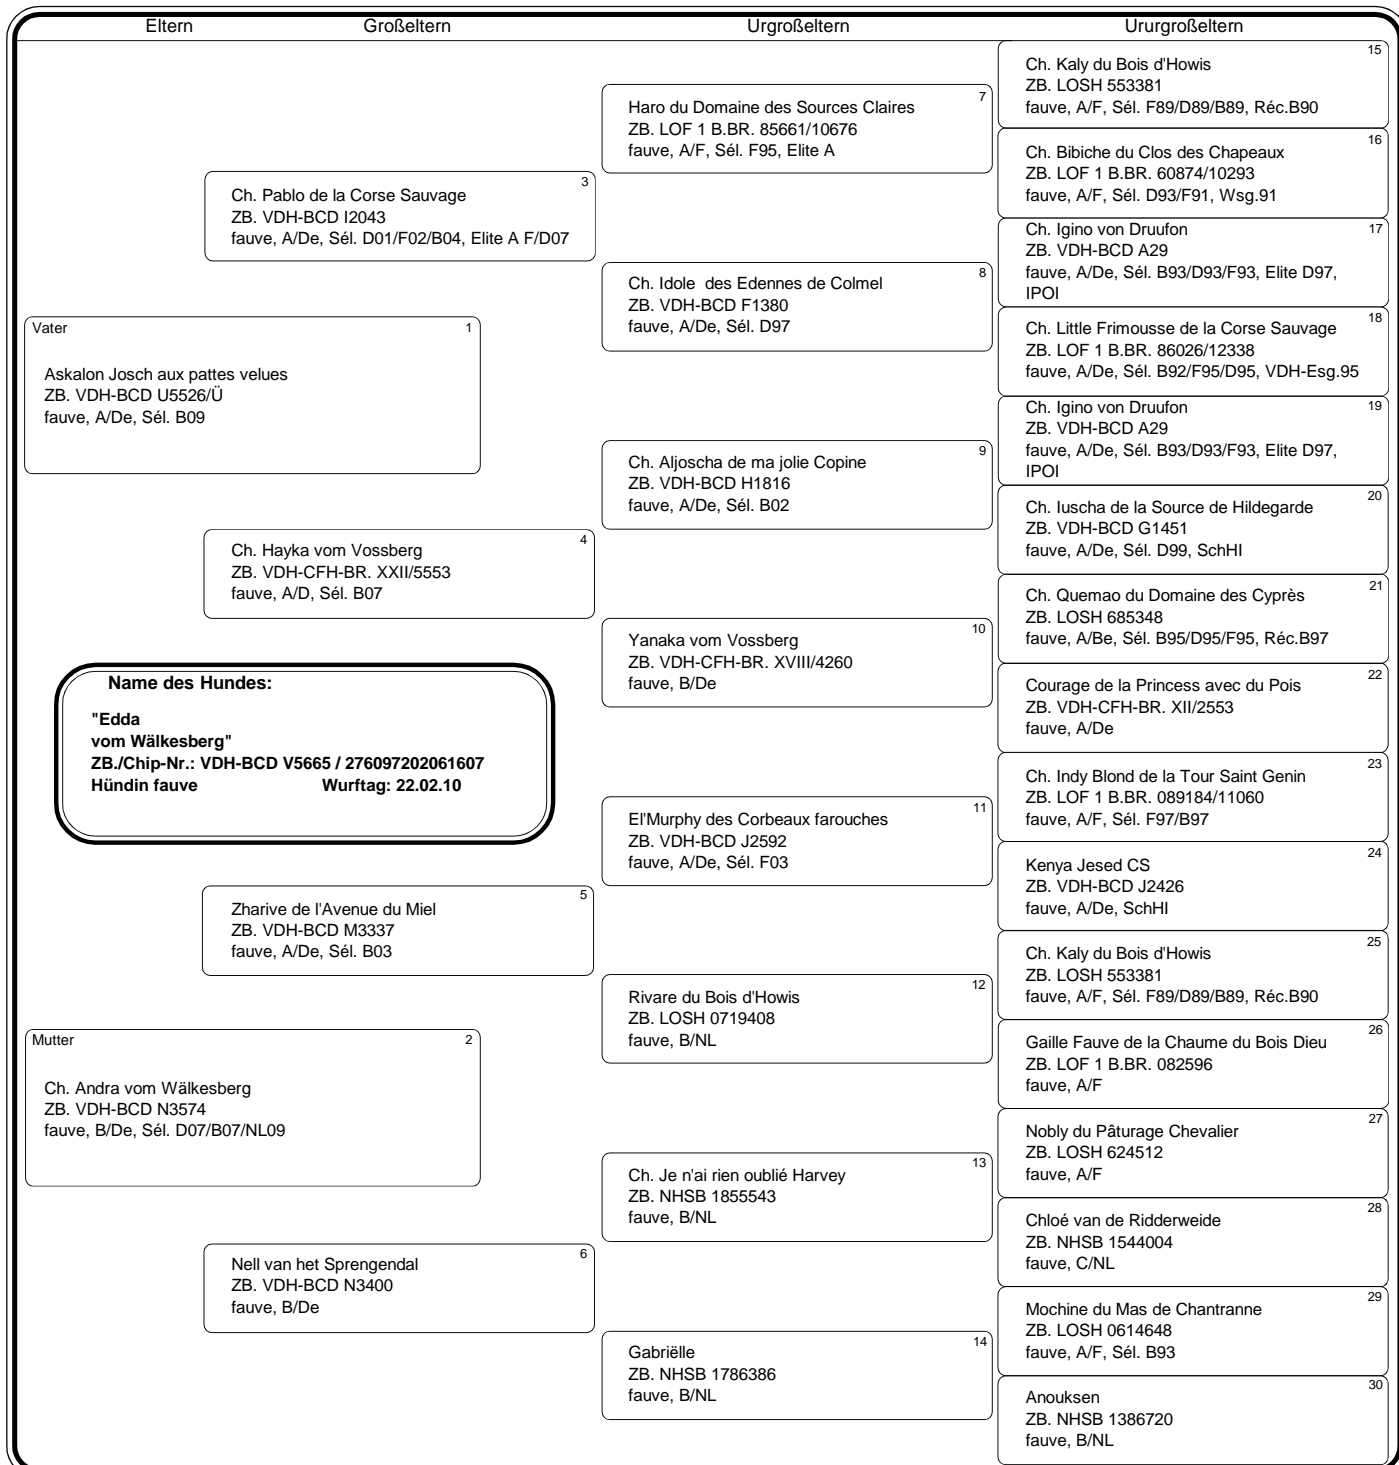 Eltern Großeltern Urgroßeltern Ururgroßeltern
Vater 1
Askalon Josch aux pattes velues
ZB. VDH-BCD U5526/Ü
fauve, A/De, Sél. B09
Name des Hundes:
"Edda
vom Wälkesberg"
ZB./Chip-Nr.: VDH-BCD V5665 / 276097202061607
Hündin fauve Wurftag: 22.02.10
Mutter 2
Ch. Andra vom Wälkesberg
ZB. VDH-BCD N3574
fauve, B/De, Sél. D07/B07/NL09
3
Ch. Pablo de la Corse Sauvage
ZB. VDH-BCD I2043
fauve, A/De, Sél. D01/F02/B04, Elite A F/D07
4
Ch. Hayka vom Vossberg
ZB. VDH-CFH-BR. XXII/5553
fauve, A/D, Sél. B07
5
Zharive de l'Avenue du Miel
ZB. VDH-BCD M3337
fauve, A/De, Sél. B03
6
Nell van het Sprengendal
ZB. VDH-BCD N3400
fauve, B/De
7
Haro du Domaine des Sources Claires
ZB. LOF 1 B.BR. 85661/10676
fauve, A/F, Sél. F95, Elite A
8
Ch. Idole des Edennes de Colmel
ZB. VDH-BCD F1380
fauve, A/De, Sél. D97
9
Ch. Aljoscha de ma jolie Copine
ZB. VDH-BCD H1816
fauve, A/De, Sél. B02
10
Yanaka vom Vossberg
ZB. VDH-CFH-BR. XVIII/4260
fauve, B/De
11
El'Murphy des Corbeaux farouches
ZB. VDH-BCD J2592
fauve, A/De, Sél. F03
12
Rivare du Bois d'Howis
ZB. LOSH 0719408
fauve, B/NL
13
Ch. Je n'ai rien oublié Harvey
ZB. NHSB 1855543
fauve, B/NL
14
Gabriëlle
ZB. NHSB 1786386
fauve, B/NL
15
Ch. Kaly du Bois d'Howis
ZB. LOSH 553381
fauve, A/F, Sél. F89/D89/B89, Réc.B90
16
Ch. Bibiche du Clos des Chapeaux
ZB. LOF 1 B.BR. 60874/10293
fauve, A/F, Sél. D93/F91, Wsg.91
17
Ch. Igino von Druufon
ZB. VDH-BCD A29
fauve, A/De, Sél. B93/D93/F93, Elite D97,
IPOI
18
Ch. Little Frimousse de la Corse Sauvage
ZB. LOF 1 B.BR. 86026/12338
fauve, A/De, Sél. B92/F95/D95, VDH-Esg.95
19
Ch. Igino von Druufon
ZB. VDH-BCD A29
fauve, A/De, Sél. B93/D93/F93, Elite D97,
IPOI
20
Ch. Iuscha de la Source de Hildegarde
ZB. VDH-BCD G1451
fauve, A/De, Sél. D99, SchHI
21
Ch. Quemao du Domaine des Cyprès
ZB. LOSH 685348
fauve, A/Be, Sél. B95/D95/F95, Réc.B97
22
Courage de la Princess avec du Pois
ZB. VDH-CFH-BR. XII/2553
fauve, A/De
23
Ch. Indy Blond de la Tour Saint Genin
ZB. LOF 1 B.BR. 089184/11060
fauve, A/F, Sél. F97/B97
24
Kenya Jesed CS
ZB. VDH-BCD J2426
fauve, A/De, SchHI
25
Ch. Kaly du Bois d'Howis
ZB. LOSH 553381
fauve, A/F, Sél. F89/D89/B89, Réc.B90
26
Gaille Fauve de la Chaume du Bois Dieu
ZB. LOF 1 B.BR. 082596
fauve, A/F
27
Nobly du Pâturage Chevalier
ZB. LOSH 624512
fauve, A/F
28
Chloé van de Ridderweide
ZB. NHSB 1544004
fauve, C/NL
29
Mochine du Mas de Chantranne
ZB. LOSH 0614648
fauve, A/F, Sél. B93
30
Anouksen
ZB. NHSB 1386720
fauve, B/NL